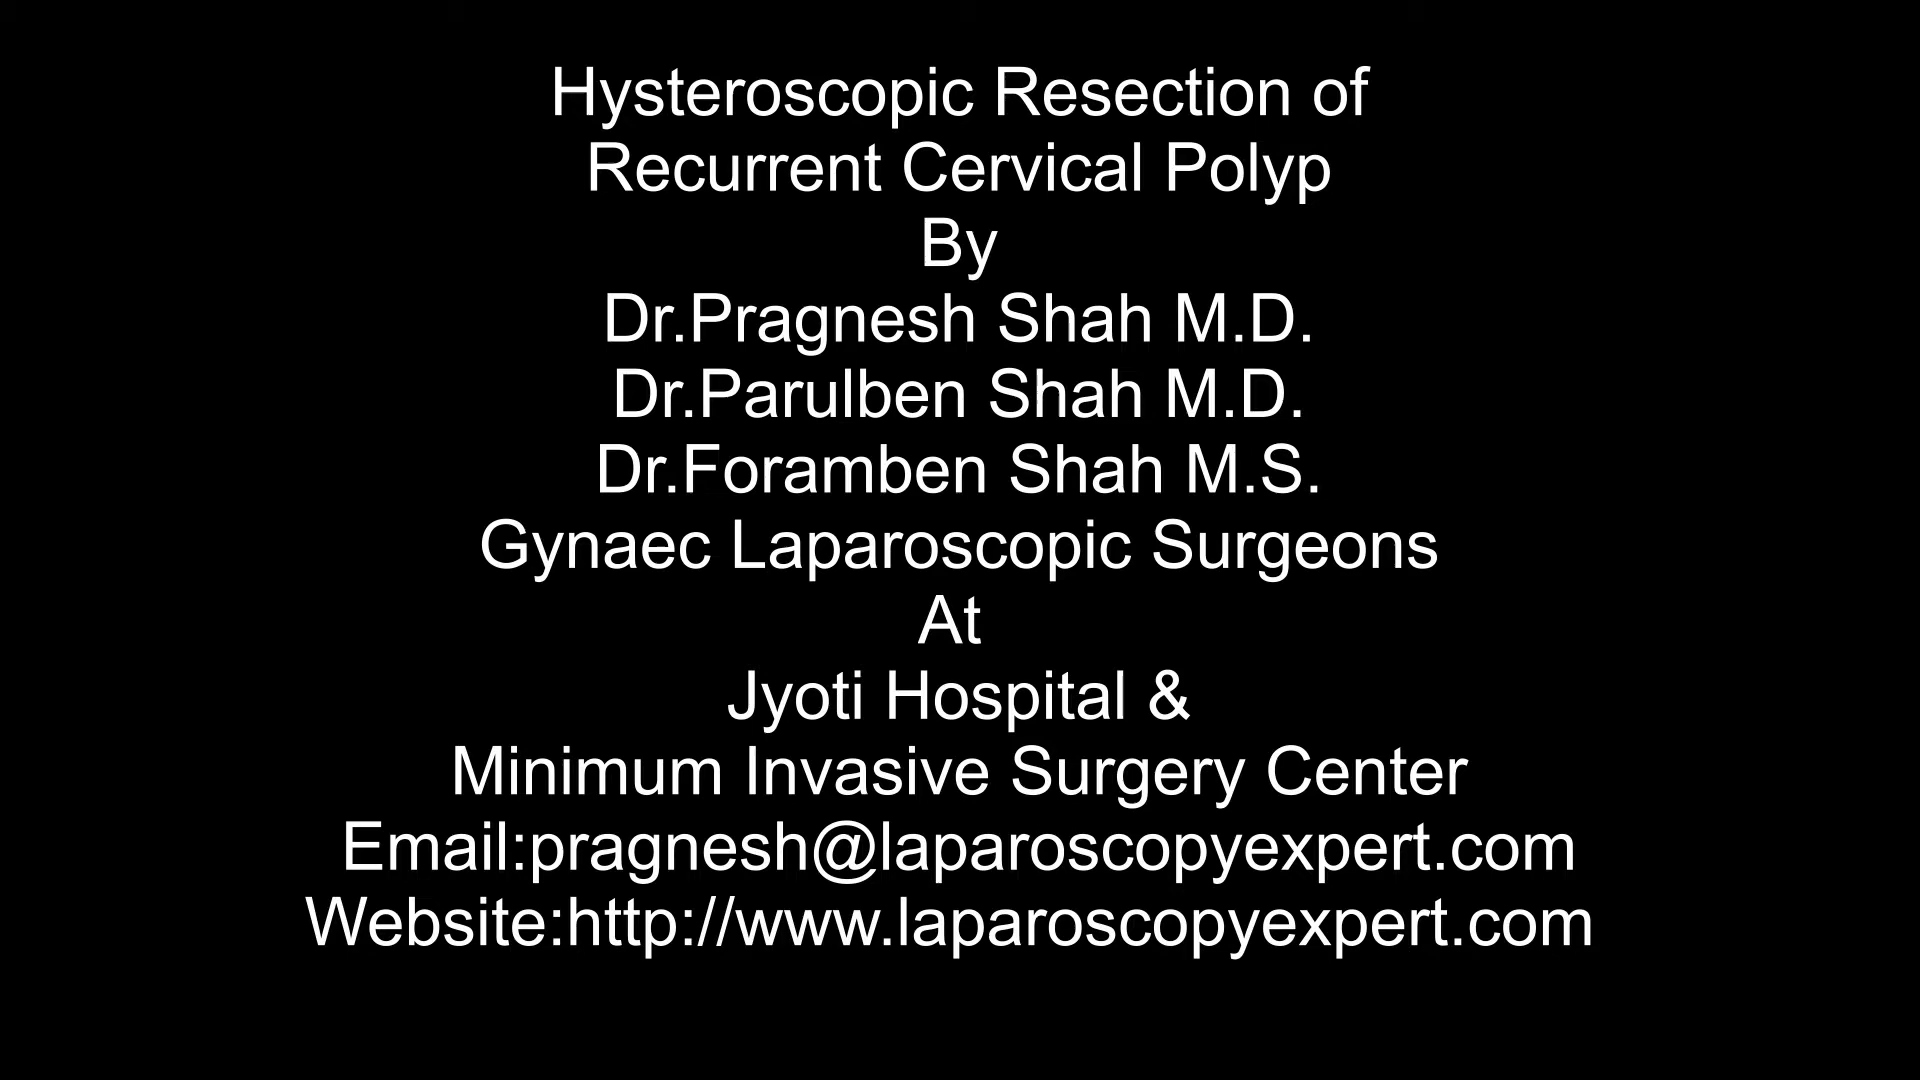 Hysteroscopic Resection of
Recurrent Cervical Polyp
By
Dr.Pragnesh Shah M.D.
Dr.Parulben Shah M.D.
Dr.Foramben Shah M.S.
Gynaec Laparoscopic Surgeons
At
Jyoti Hospital &
Minimum Invasive Surgery Center
Email:pragnesh@laparoscopyexpert.com
Website:http://www.laparoscopyexpert.com